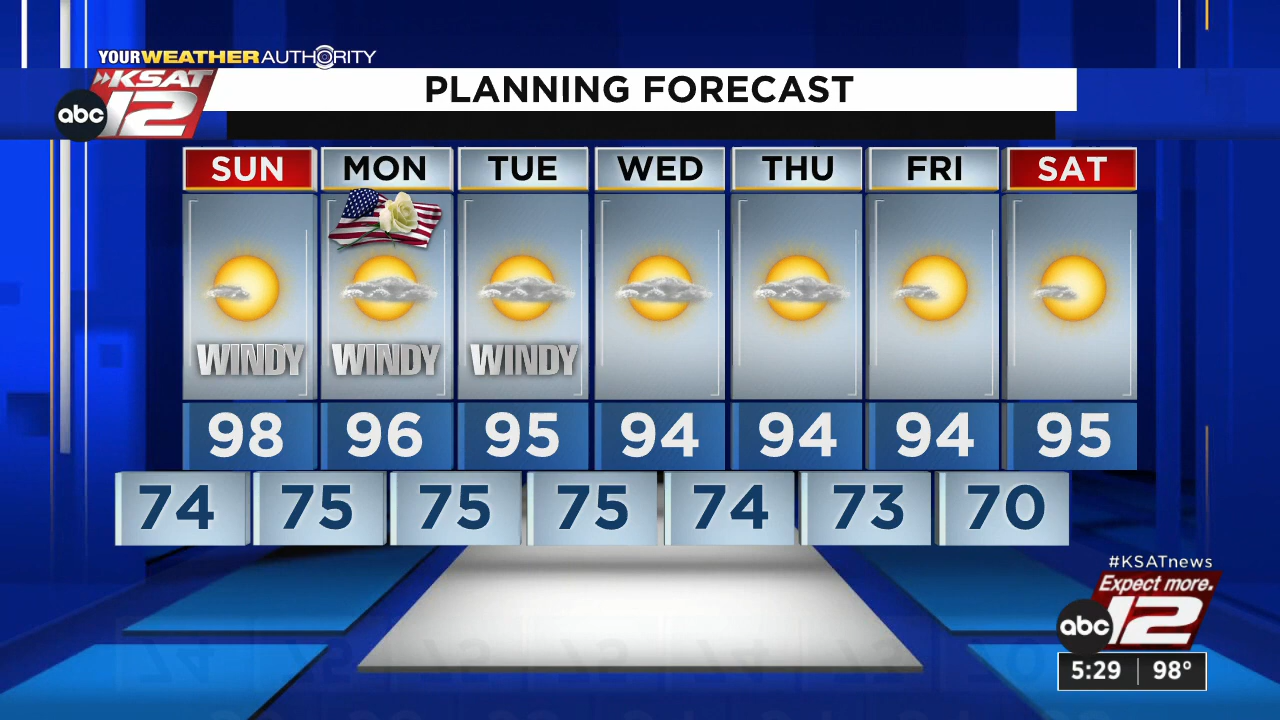 YOURWEATHERAUTHORITY
KSAT
abc 12
PLANNING FORECAST
SUN MON TUE WED THU FRI SAT
WINDY WINDY WINDY
98 96 95 94 94 94 95
74 75 75 75 74 73 70
#KSATnews
Expect more.
abc 12
5:29 98°